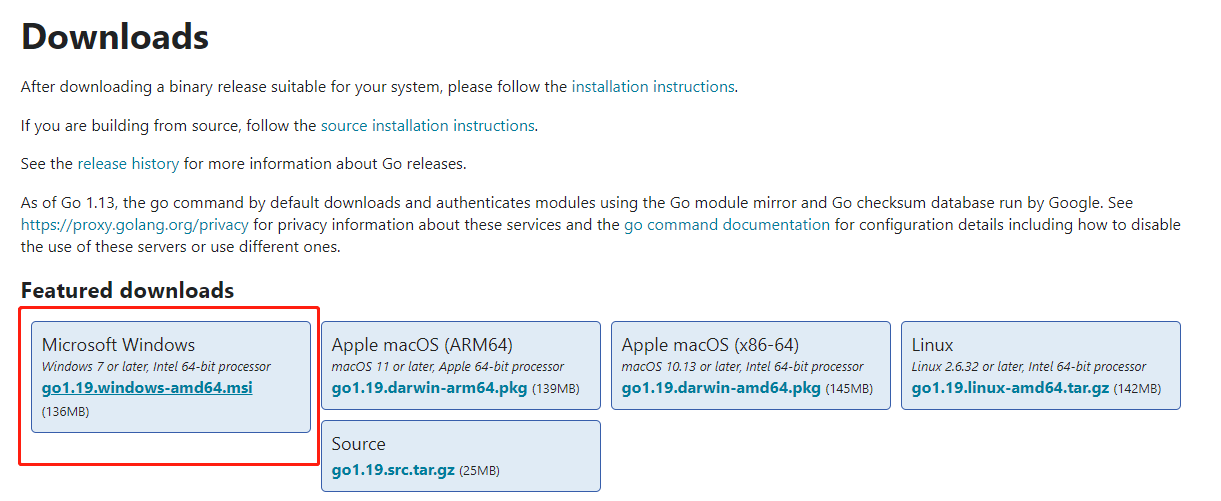 Downloads
After downloading a binary release suitable for your system, please follow the installation instructions.
If you are building from source, follow the source installation instructions.
See the release history for more information about Go releases.
As of Go 1.13, the go command by default downloads and authenticates modules using the Go module mirror and Go checksum database run by Google. See
https://proxy.golang.org/privacy for privacy information about these services and the go command documentation for configuration details including how to disable
the use of these servers or use different ones.
Featured downloads
Microsoft Windows
Windows 7 or later, Intel 64-bit processor
go1.19.windows-amd64.msi
(136MB)
Apple macOS (ARM64)
macOS 11 or later, Apple 64-bit processor
go1.19.darwin-arm64.pkg (139MB)
Apple macOS (x86-64)
macOS 10.13 or later, Intel 64-bit processor
go1.19.darwin-amd64.pkg (145MB)
Linux
Linux 2.6.32 or later, Intel 64-bit processor
go1.19.linux-amd64.tar.gz (142MB)
Source
go1.19.src.tar.gz (25MB)